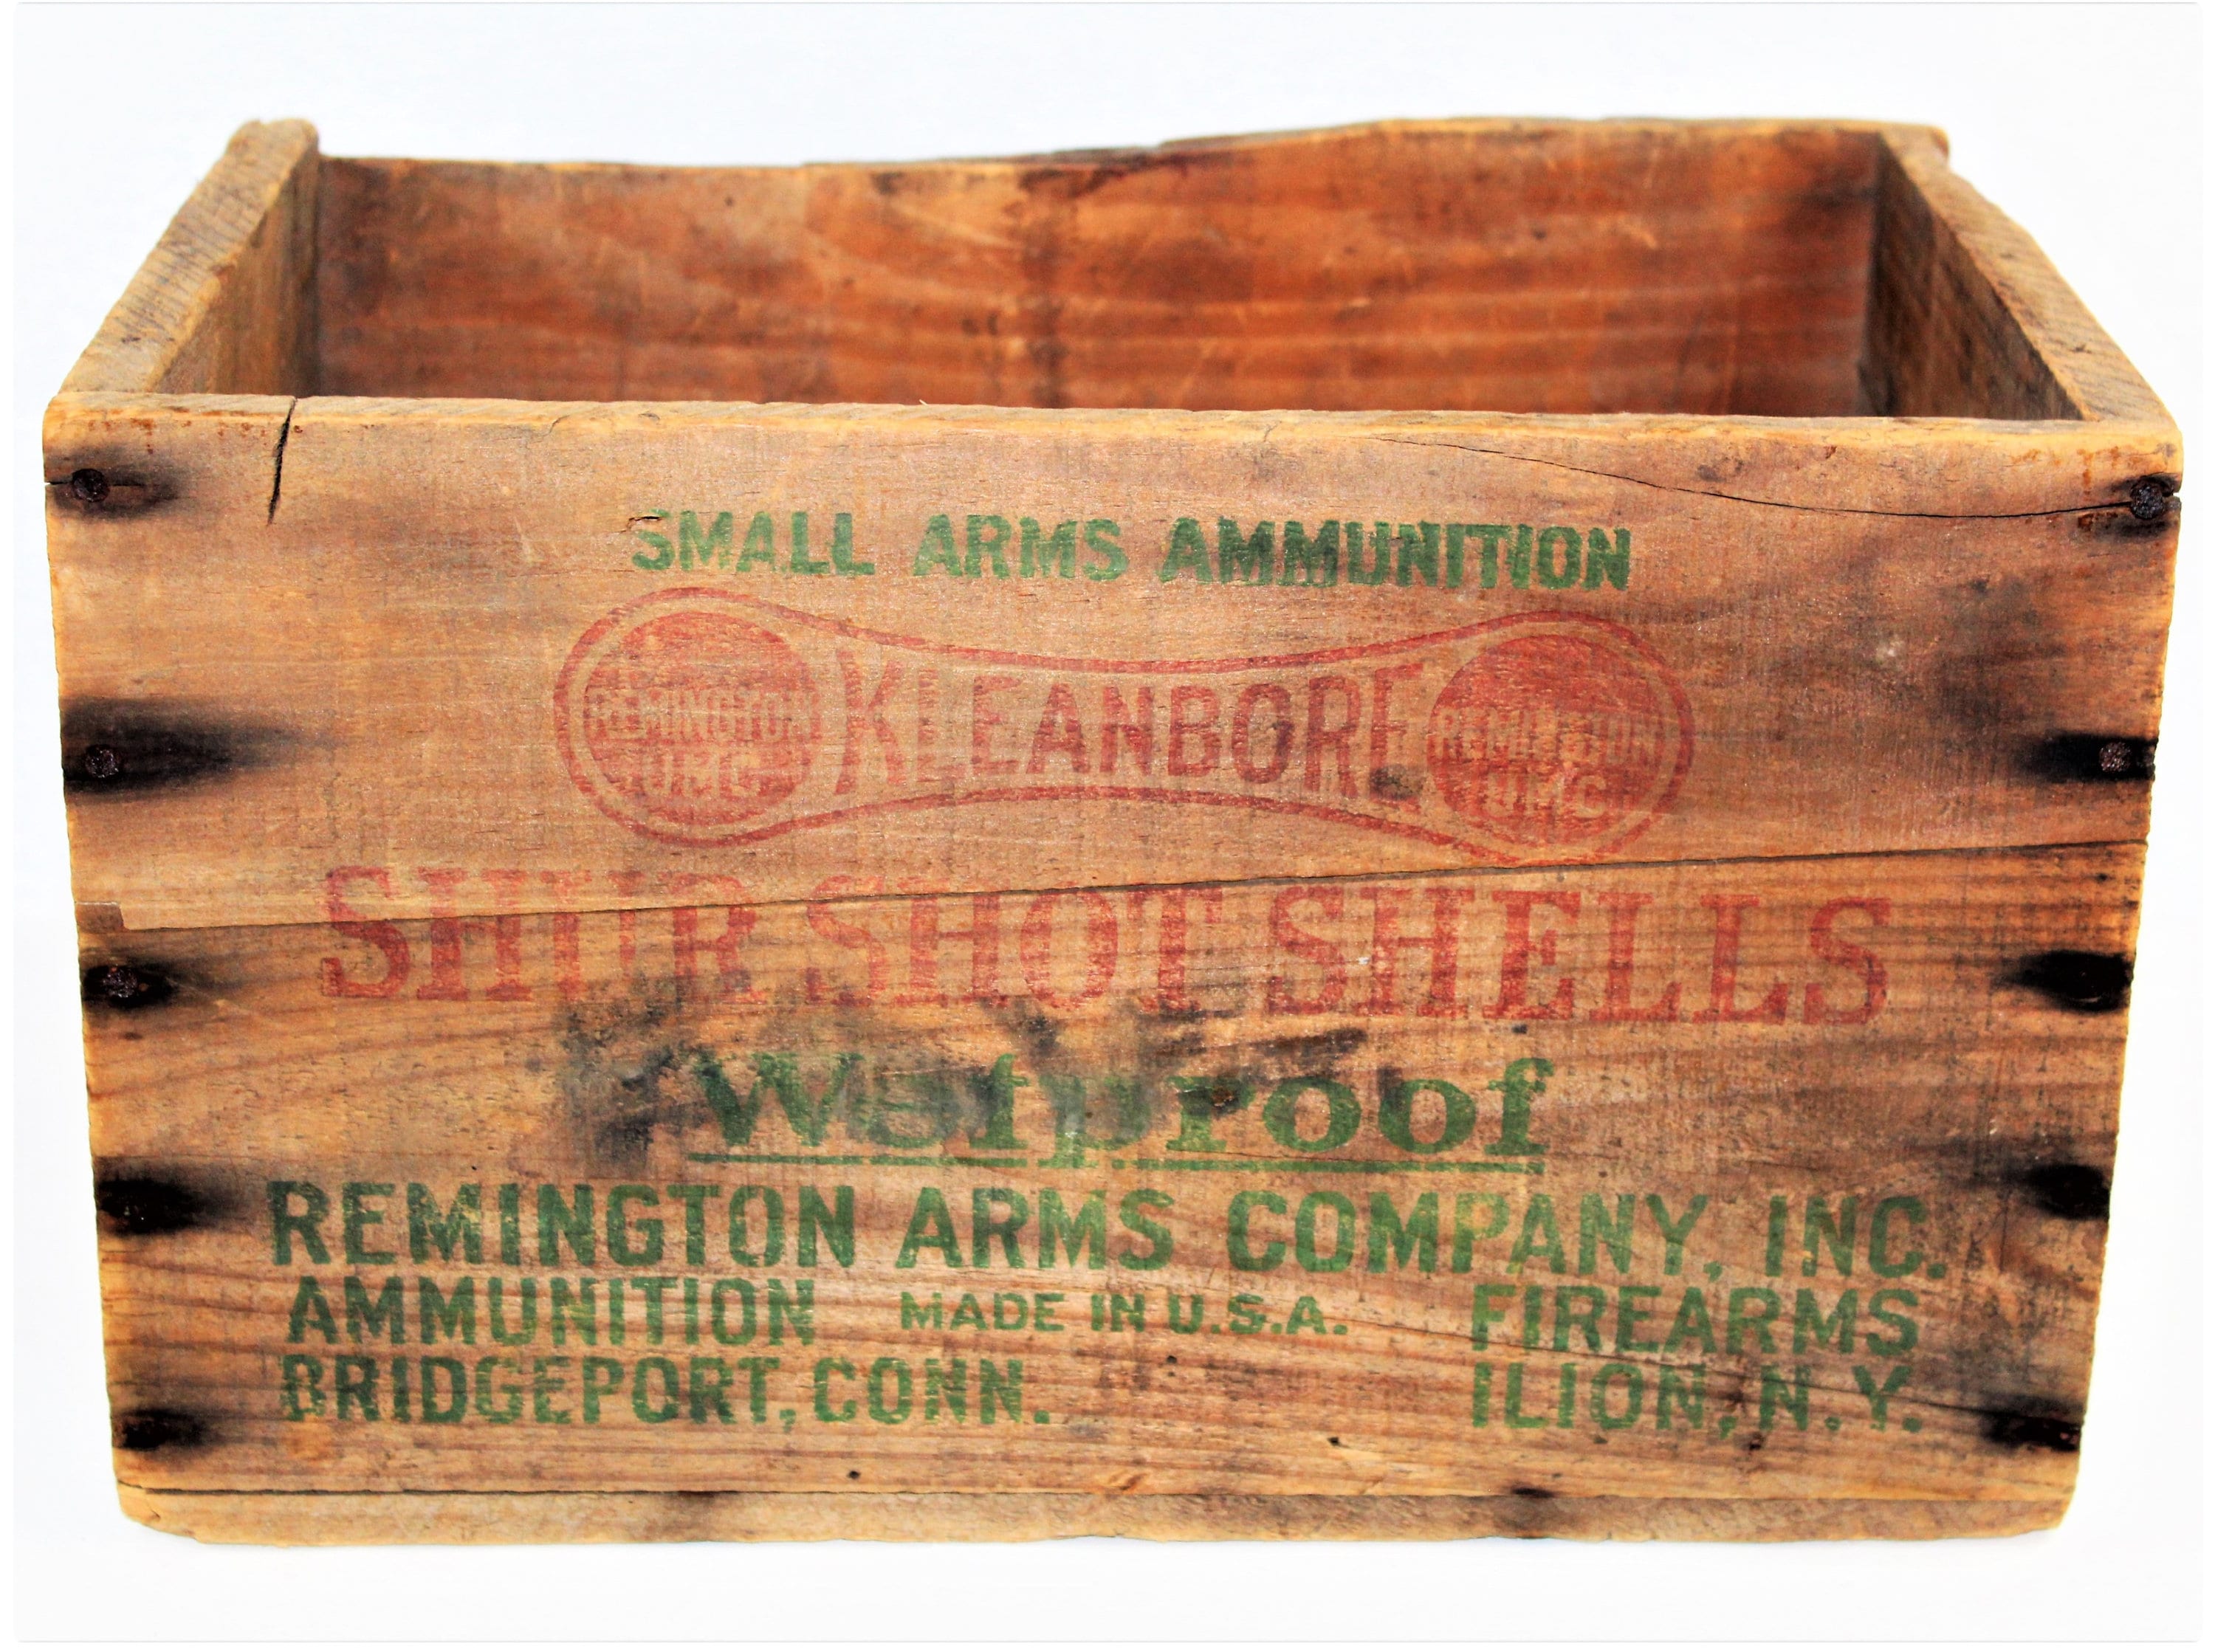 SMALL ARMS AMMUNITION
REMINGTON
UMC
KLEANBORE
REMINGTON
UMC
SHUR SHOT SHELLS
Wetproof
REMINGTON ARMS COMPANY, INC.
AMMUNITION MADE IN U.S.A. FIREARMS
BRIDGEPORT, CONN. ILION, N.Y.